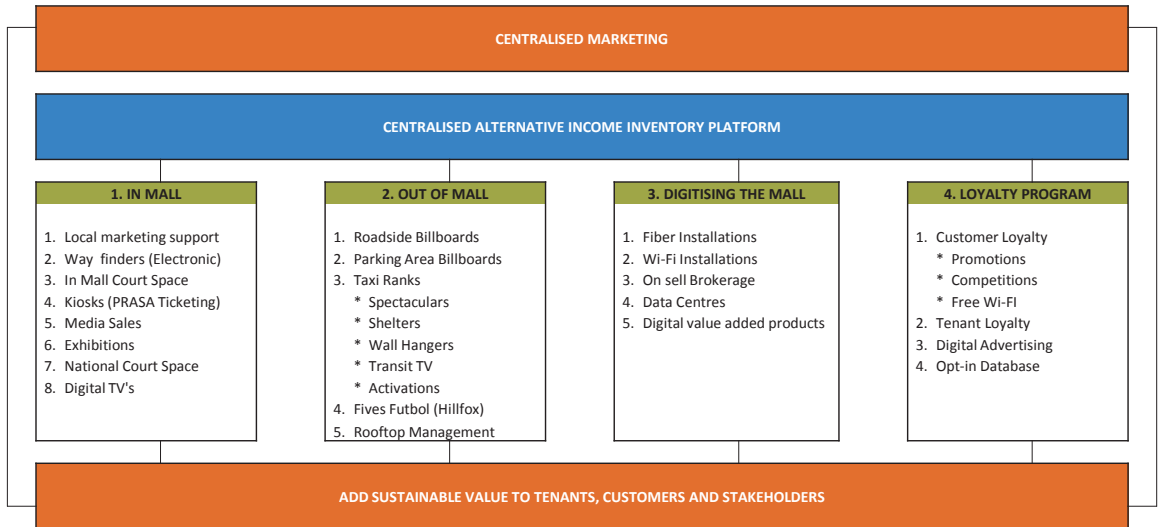 CENTRALISED MARKETING
CENTRALISED ALTERNATIVE INCOME INVENTORY PLATFORM
1. IN MALL
1. Local marketing support
2. Way finders (Electronic)
3. In Mall Court Space
4. Kiosks (PRASA Ticketing)
5. Media Sales
6. Exhibitions
7. National Court Space
8. Digital TV's
2. OUT OF MALL
1. Roadside Billboards
2. Parking Area Billboards
3. Taxi Ranks
* Spectaculars
* Shelters
* Wall Hangers
* Transit TV
* Activations
4. Fives Futbol (Hillfox)
5. Rooftop Management
3. DIGITISING THE MALL
1. Fiber Installations
2. Wi-Fi Installations
3. On sell Brokerage
4. Data Centres
5. Digital value added products
4. LOYALTY PROGRAM
1. Customer Loyalty
* Promotions
* Competitions
* Free Wi-FI
2. Tenant Loyalty
3. Digital Advertising
4. Opt-in Database
ADD SUSTAINABLE VALUE TO TENANTS, CUSTOMERS AND STAKEHOLDERS